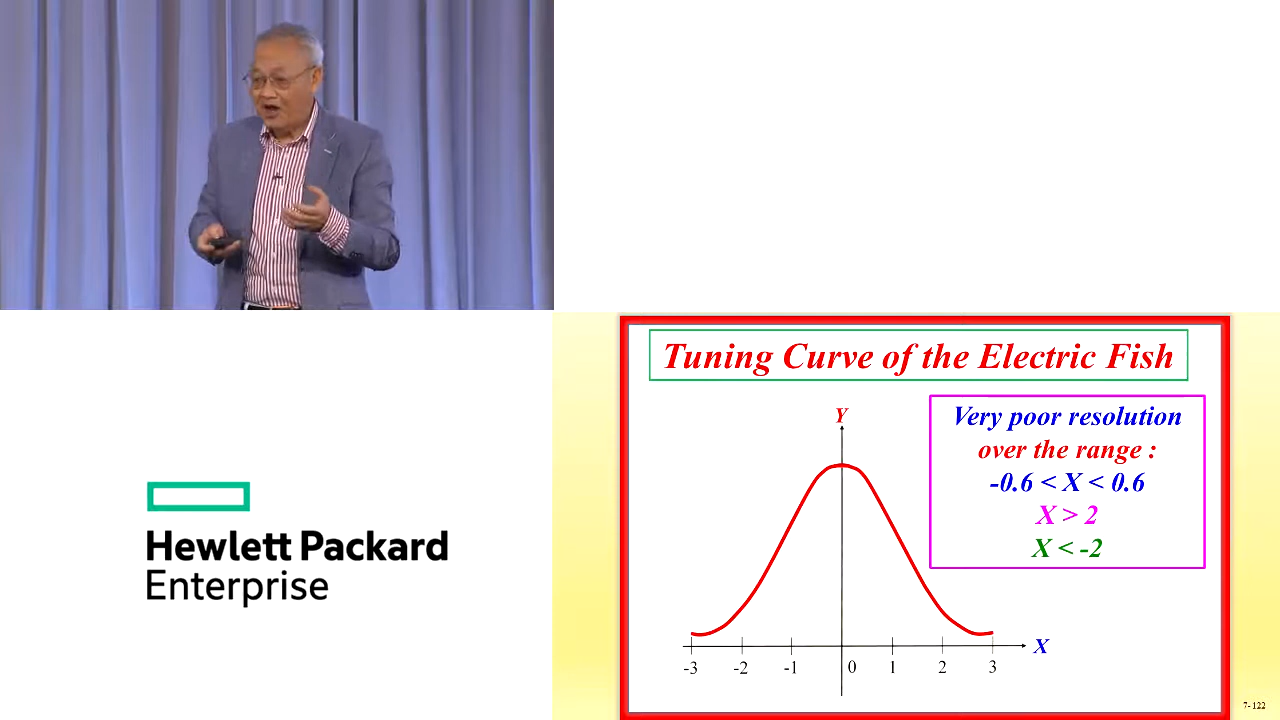 Hewlett Packard
Enterprise
Tuning Curve of the Electric Fish
Very poor resolution
over the range :
-0.6 < X < 0.6
X > 2
X < -2
Y
X
-3 -2 -1 0 1 2 3
7- 122